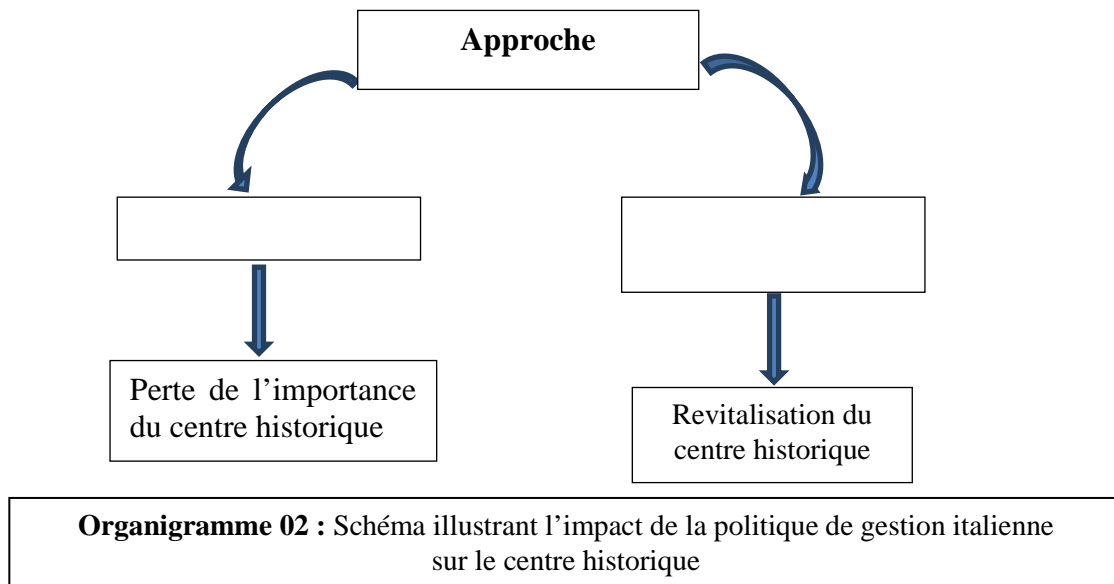 Approche
Perte de l’importance
du centre historique
Revitalisation du
centre historique
Organigramme 02 : Schéma illustrant l’impact de la politique de gestion italienne
sur le centre historique